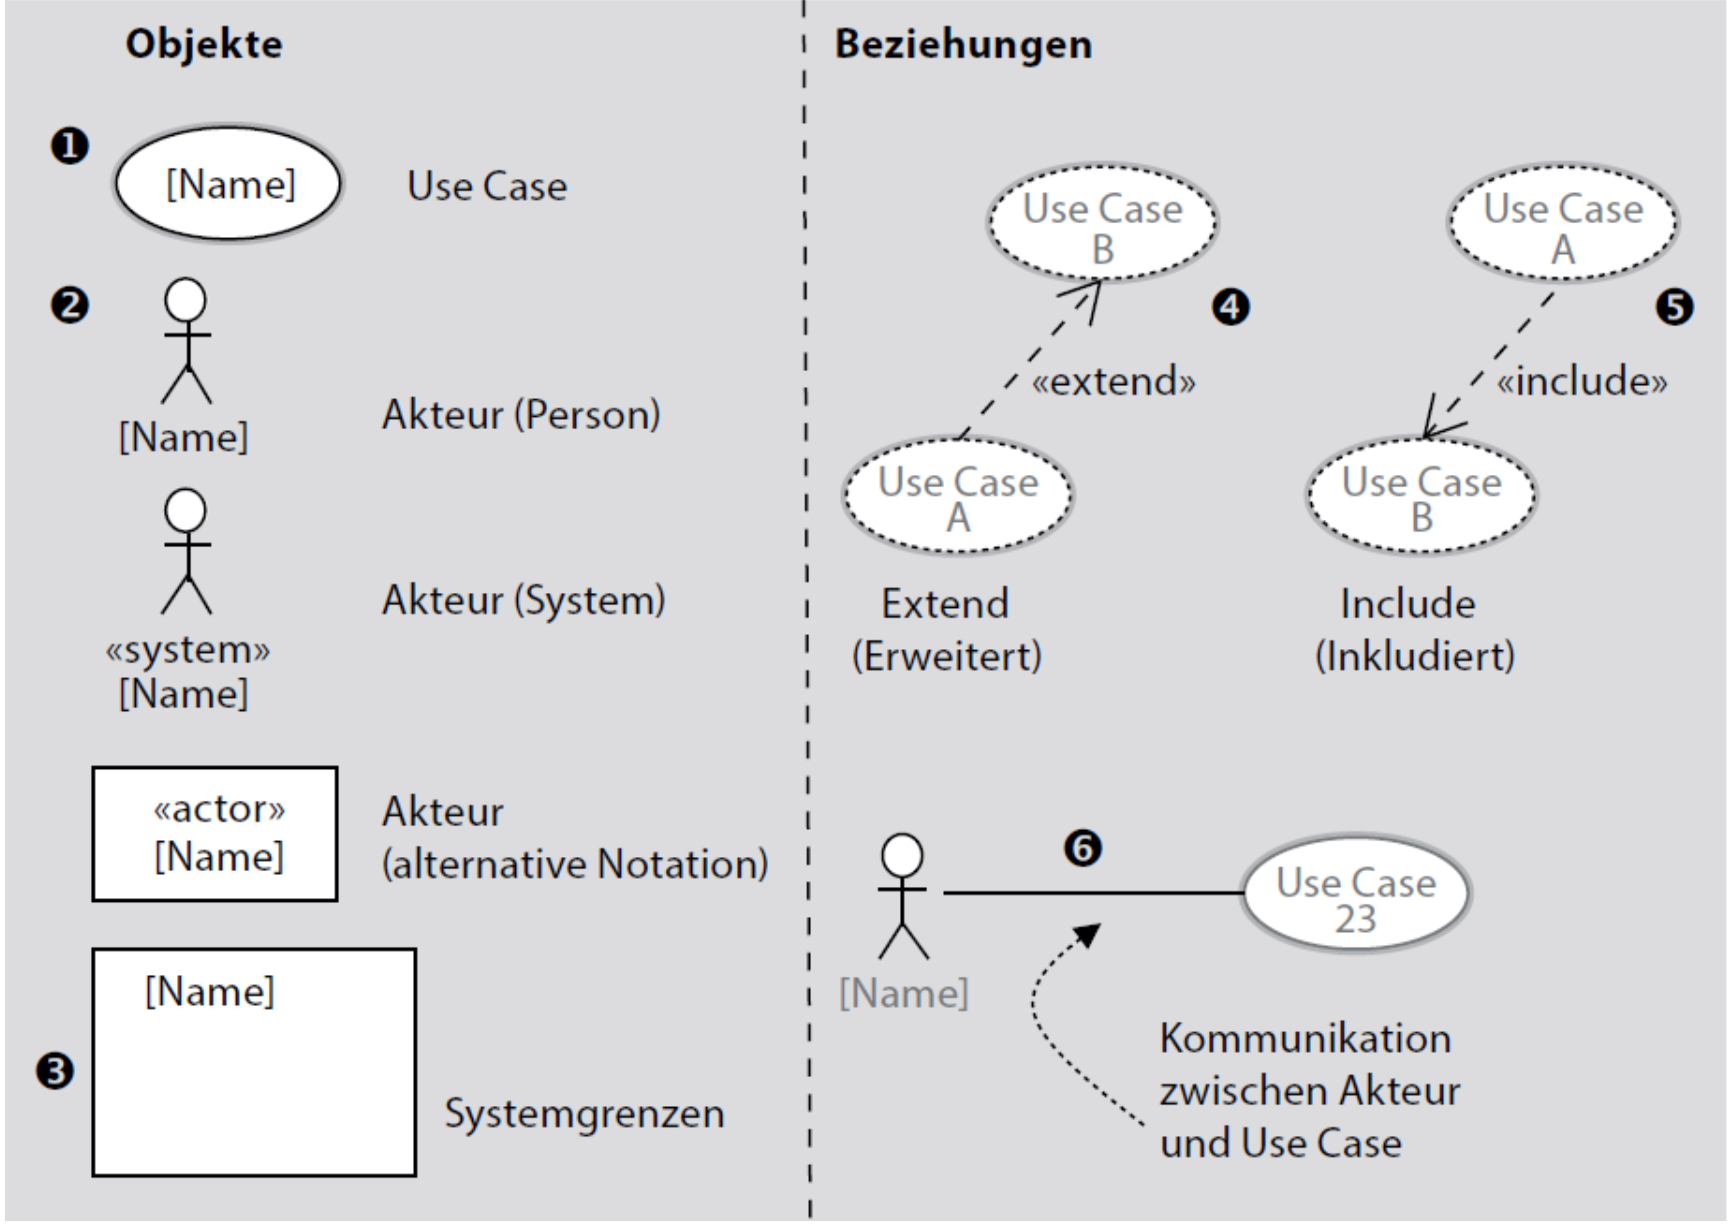 Objekte
❶
[Name]
Use Case
❷
[Name]
Akteur (Person)
«system»
[Name]
Akteur (System)
«actor»
[Name]
Akteur
(alternative Notation)
❸
[Name]
Systemgrenzen
Beziehungen
Use Case
B
❹
«extend»
Use Case
A
Extend
(Erweitert)
Use Case
A
❺
«include»
Use Case
B
Include
(Inkludiert)
❻
[Name]
Use Case
23
Kommunikation
zwischen Akteur
und Use Case